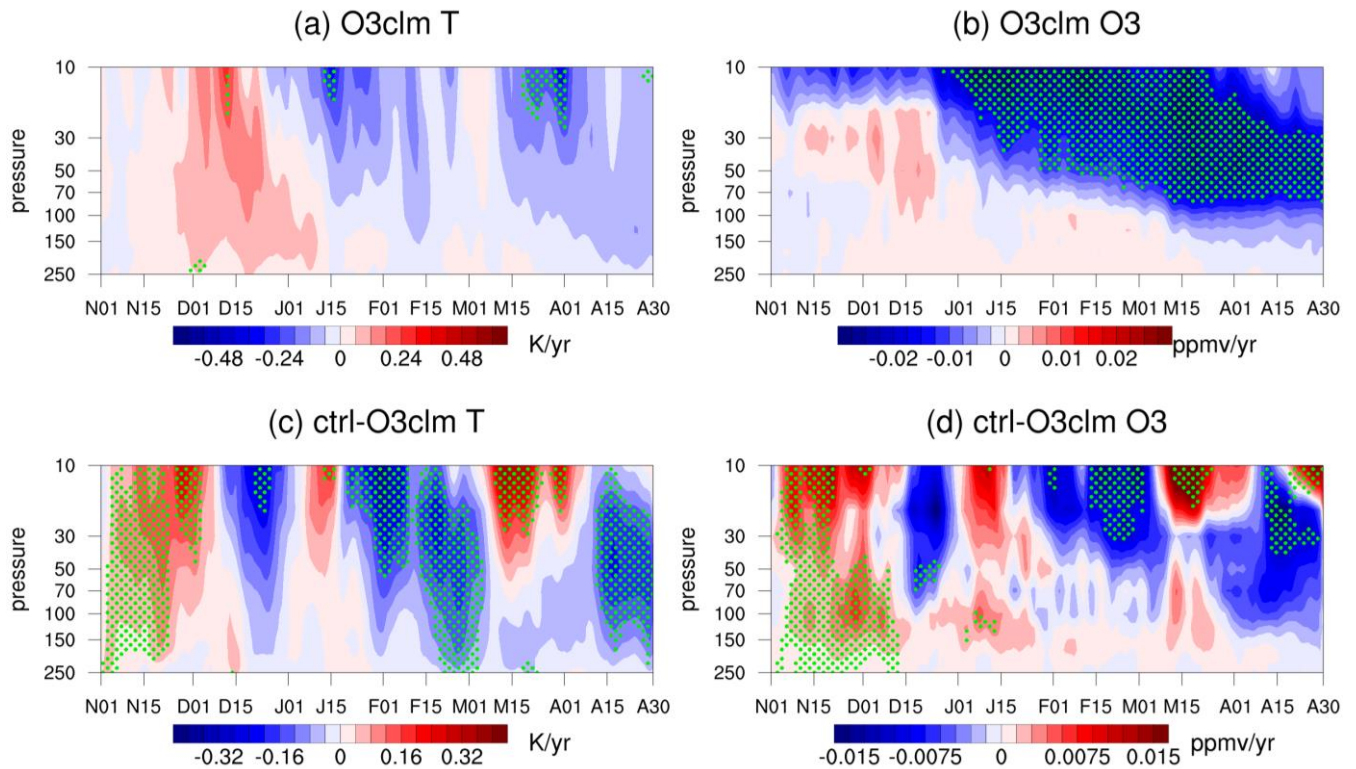 (a) O3clm T
(b) O3clm O3
pressure
10
30
50
70
100
150
250
N01 N15 D01 D15 J01 J15 F01 F15 M01 M15 A01 A15 A30
-0.48 -0.24 0 0.24 0.48 K/yr
pressure
10
30
50
70
100
150
250
N01 N15 D01 D15 J01 J15 F01 F15 M01 M15 A01 A15 A30
-0.02 -0.01 0 0.01 0.02 ppmv/yr
(c) ctrl-O3clm T
(d) ctrl-O3clm O3
pressure
10
30
50
70
100
150
250
N01 N15 D01 D15 J01 J15 F01 F15 M01 M15 A01 A15 A30
-0.32 -0.16 0 0.16 0.32 K/yr
pressure
10
30
50
70
100
150
250
N01 N15 D01 D15 J01 J15 F01 F15 M01 M15 A01 A15 A30
-0.015 -0.0075 0 0.0075 0.015 ppmv/yr